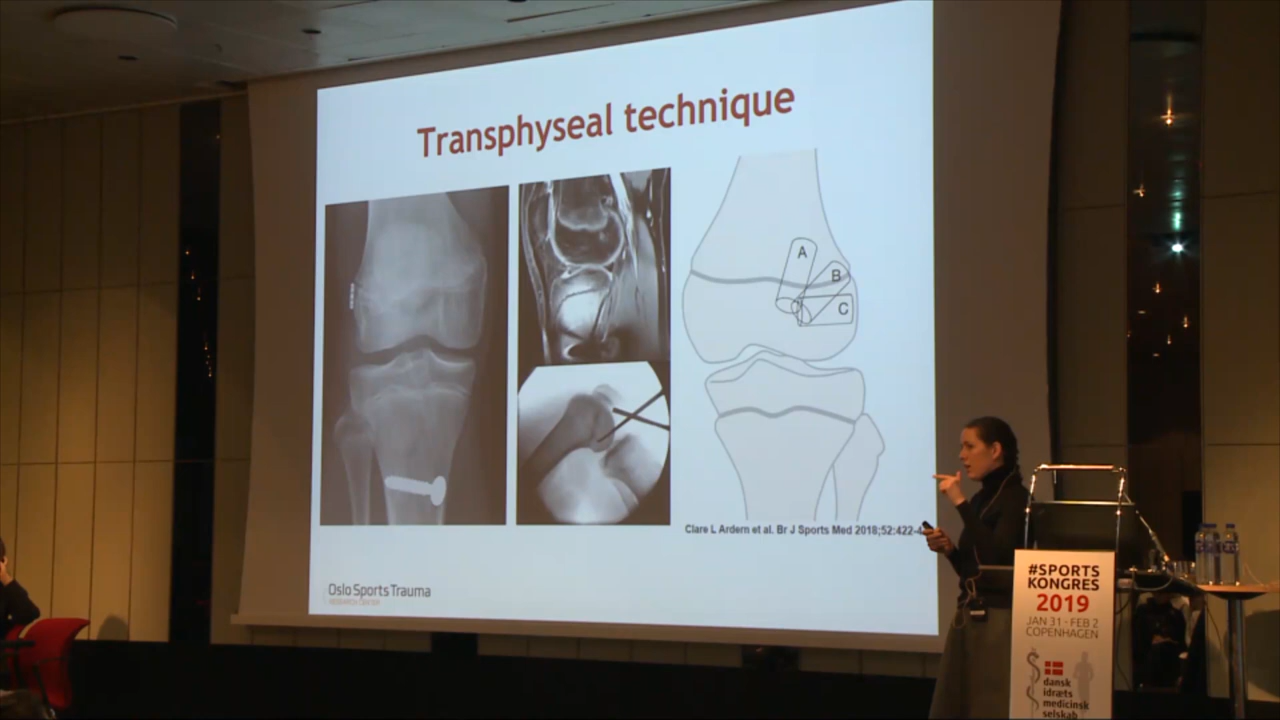 Transphyseal technique
A
B
C
Clare L Ardern et al. Br J Sports Med 2018;52:422-4
Oslo Sports Trauma
RESEARCH CENTER
#SPORTS
KONGRES
2019
JAN 31 - FEB 2
COPENHAGEN
dansk
idræts
medicinsk
selskab